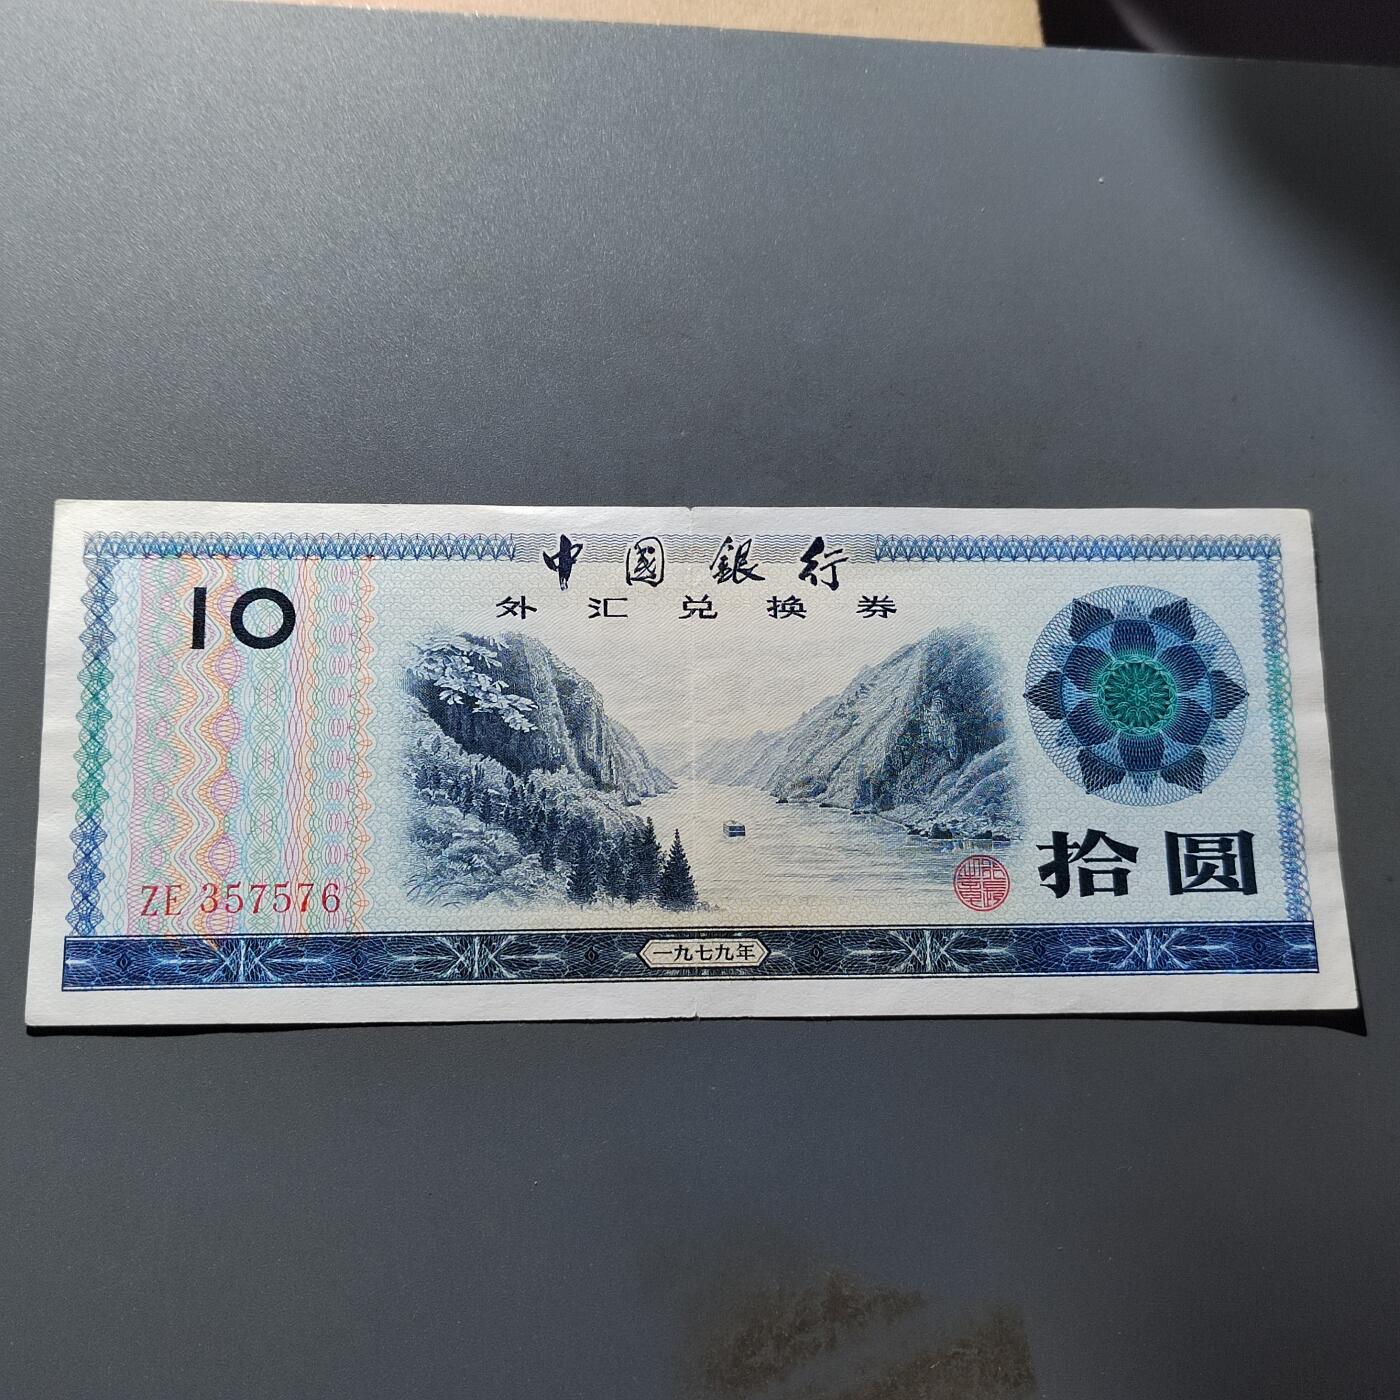 中國銀行
外汇兑换券
10
拾圆
ZE 357576
一九七九年